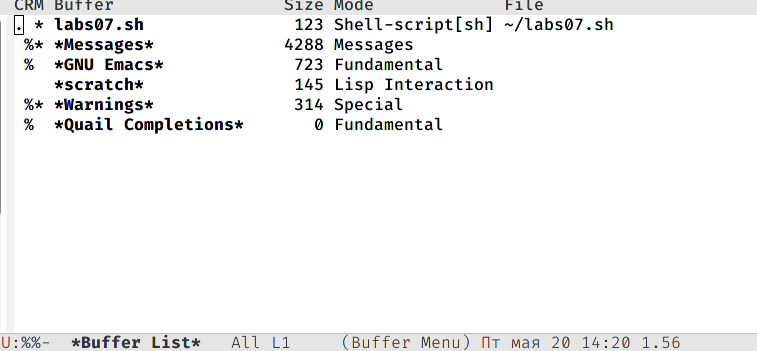 CRM Buffer Size Mode File
. * labs07.sh 123 Shell-script[sh] ~/labs07.sh
%* *Messages* 4288 Messages
% *GNU Emacs* 723 Fundamental
*scratch* 145 Lisp Interaction
%* *Warnings* 314 Special
% *Quail Completions* 0 Fundamental
U:%%- *Buffer List* All L1 (Buffer Menu) Пт мая 20 14:20 1.56